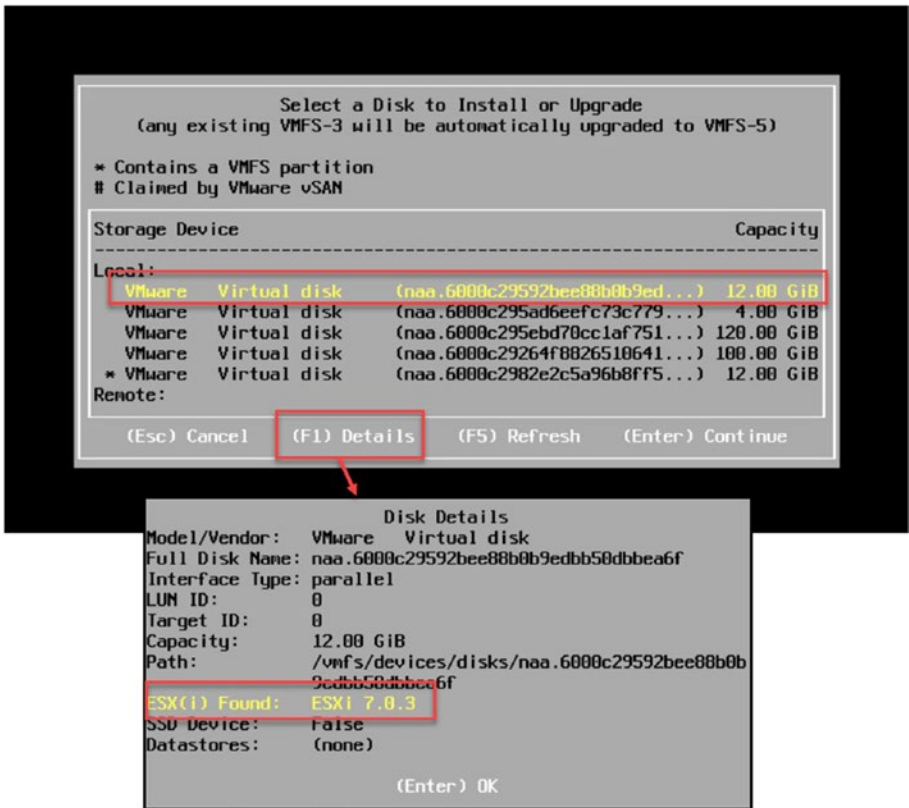 Select a Disk to Install or Upgrade
(any existing VMFS-3 will be automatically upgraded to VMFS-5)
* Contains a VMFS partition
# Claimed by VMware vSAN
Storage Device Capacity
Local:
VMware Virtual disk (naa.6000c29592bee88b0b9ed...) 12.00 GiB
VMware Virtual disk (naa.6000c295ad6eefc73c779...) 4.00 GiB
VMware Virtual disk (naa.6000c295ebd70cc1af751...) 120.00 GiB
VMware Virtual disk (naa.6000c29264f8826510641...) 100.00 GiB
* VMware Virtual disk (naa.6000c2982e2c5a96b8ff5...) 12.00 GiB
Remote:
(Esc) Cancel (F1) Details (F5) Refresh (Enter) Continue
Disk Details
Model/Vendor: VMware Virtual disk
Full Disk Name: naa.6000c29592bee88b0b9edbb50dbbea6f
Interface Type: parallel
LUN ID: 0
Target ID: 0
Capacity: 12.00 GiB
Path: /vmfs/devices/disks/naa.6000c29592bee88b0b
9edbb50dbbea6f
ESX(i) Found: ESXi 7.0.3
SSD Device: False
Datastores: (none)
(Enter) OK